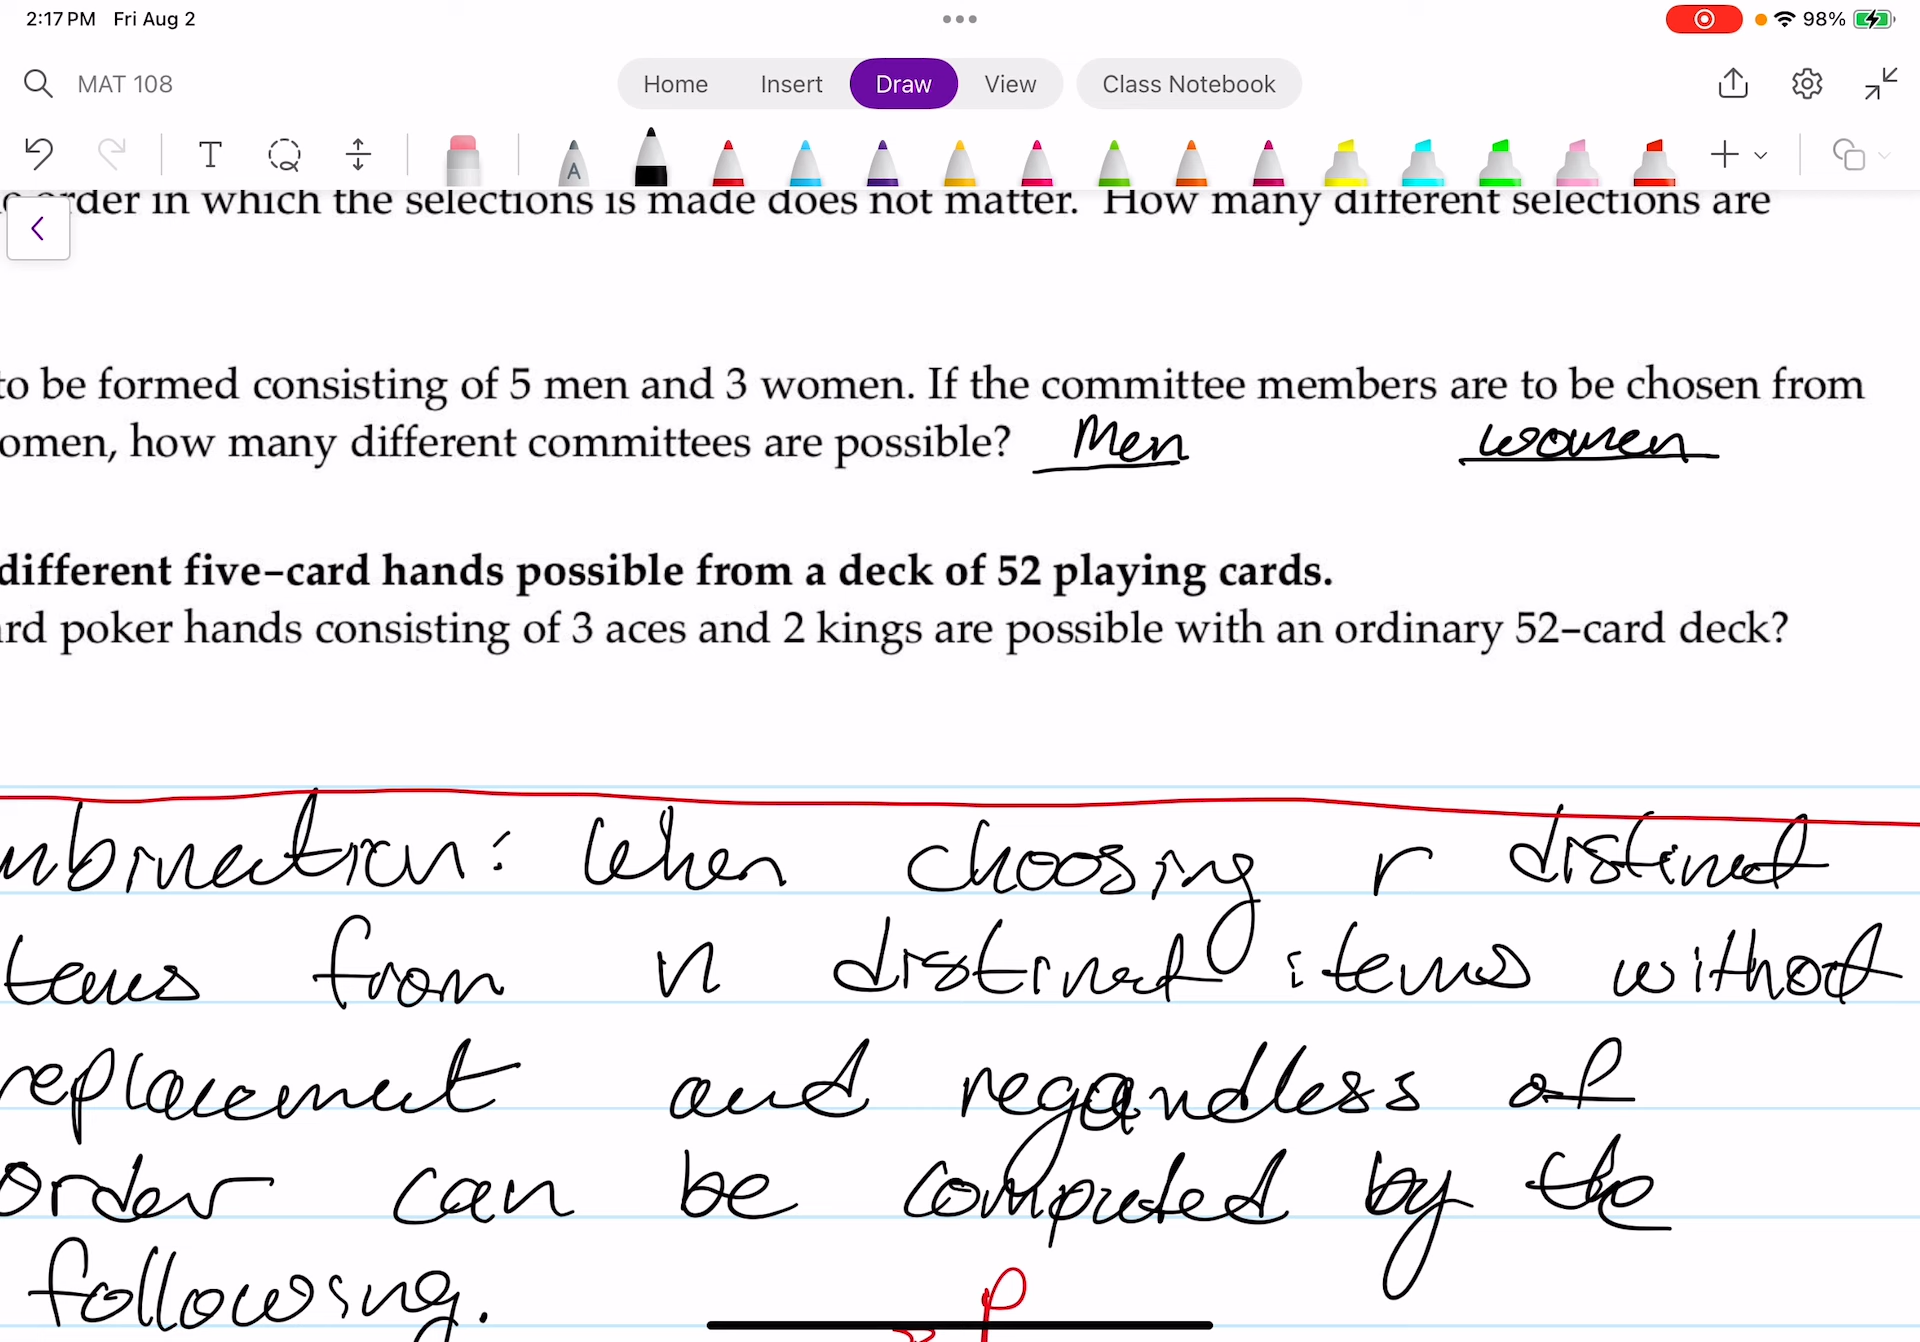 2:17 PM Fri Aug 2
98%
MAT 108
Home Insert Draw View Class Notebook
T
A
order in which the selections is made does not matter. How many different selections are
to be formed consisting of 5 men and 3 women. If the committee members are to be chosen from
omen, how many different committees are possible? Men women
different five-card hands possible from a deck of 52 playing cards.
rd poker hands consisting of 3 aces and 2 kings are possible with an ordinary 52-card deck?
mbination: When choosing r distinct
tems from n distinct items without
replacement and regardless of
order can be computed by the
following.
P